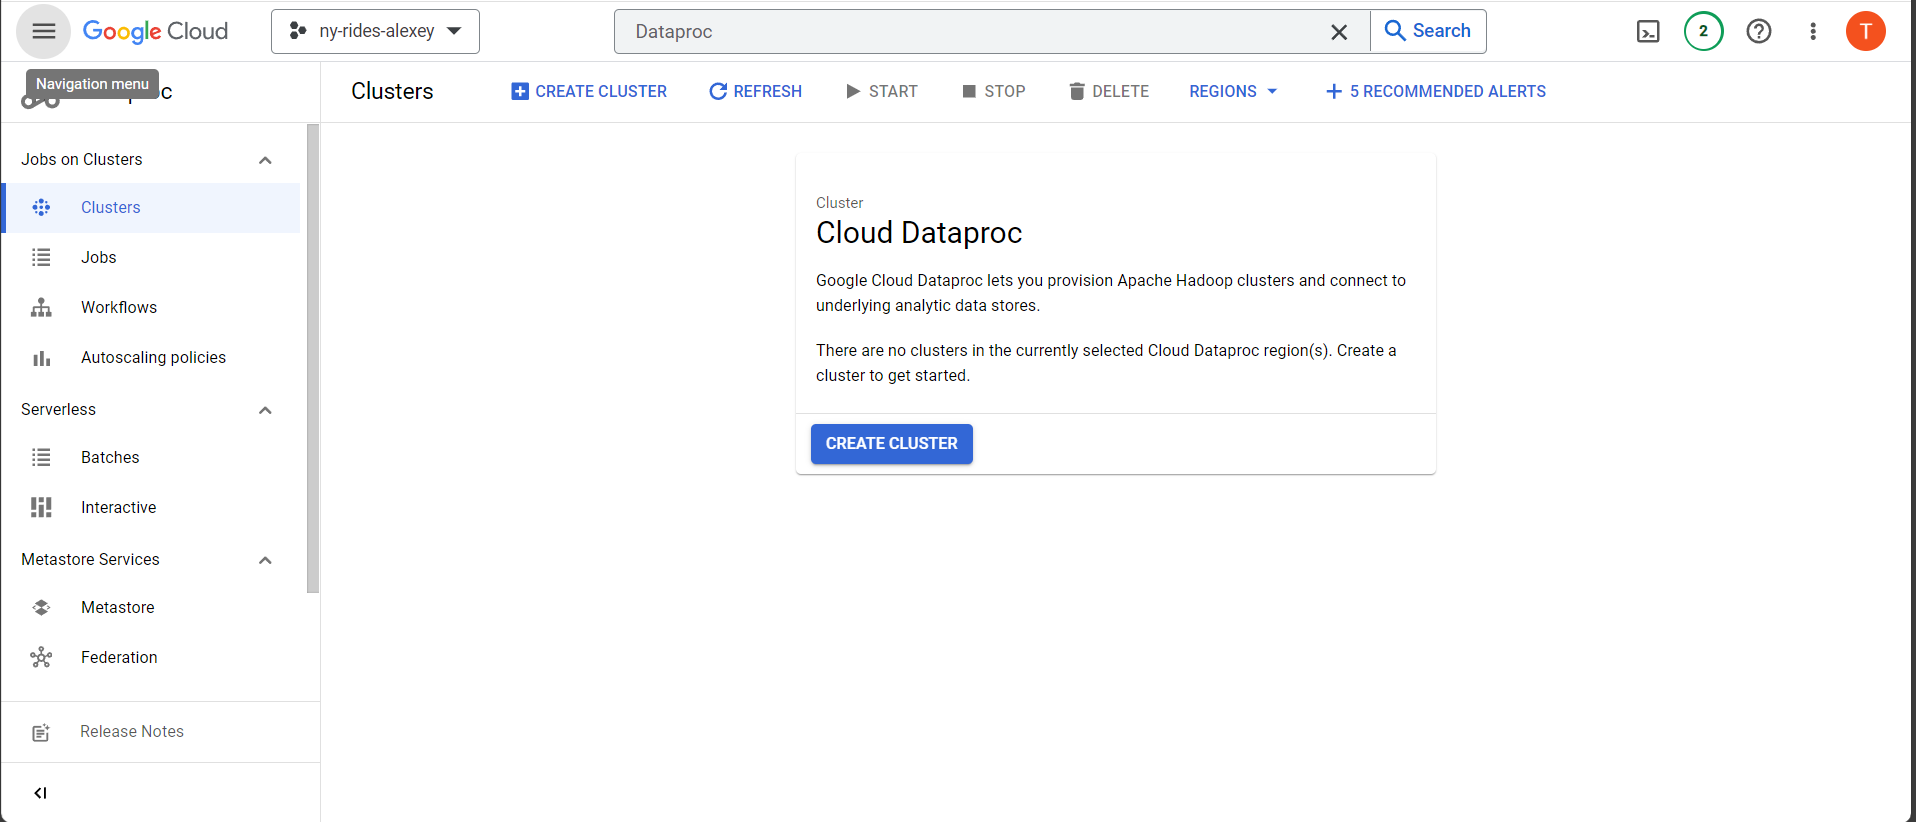 Google Cloud
ny-rides-alexey
Dataproc
Search
2
T
Navigation menu
Clusters
CREATE CLUSTER
REFRESH
START
STOP
DELETE
REGIONS
5 RECOMMENDED ALERTS
Jobs on Clusters
Clusters
Jobs
Workflows
Autoscaling policies
Serverless
Batches
Interactive
Metastore Services
Metastore
Federation
Release Notes
Cluster
Cloud Dataproc
Google Cloud Dataproc lets you provision Apache Hadoop clusters and connect to
underlying analytic data stores.
There are no clusters in the currently selected Cloud Dataproc region(s). Create a
cluster to get started.
CREATE CLUSTER